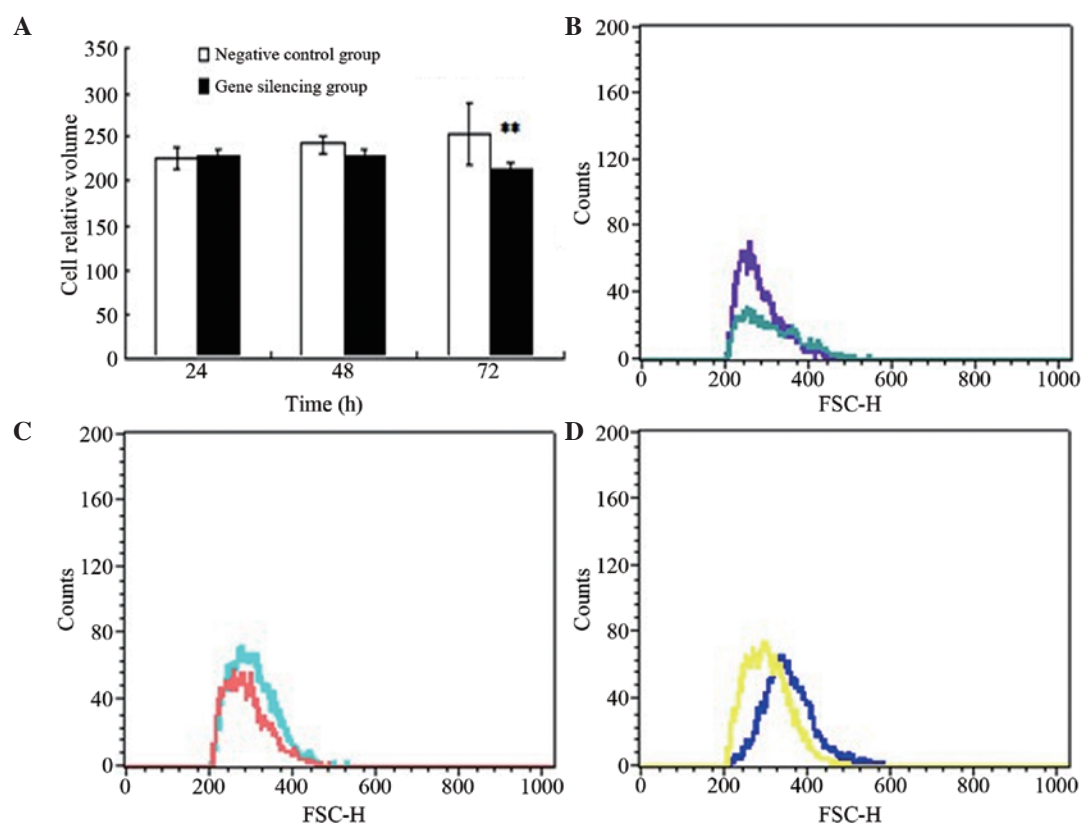 A
350
300
250
200
150
100
50
0
Cell relative volume
Negative control group
Gene silencing group
**
24 48 72
Time (h)
B
200
160
120
80
40
0
Counts
0 200 400 600 800 1000
FSC-H
C
200
160
120
80
40
0
Counts
0 200 400 600 800 1000
FSC-H
D
200
160
120
80
40
0
Counts
0 200 400 600 800 1000
FSC-H